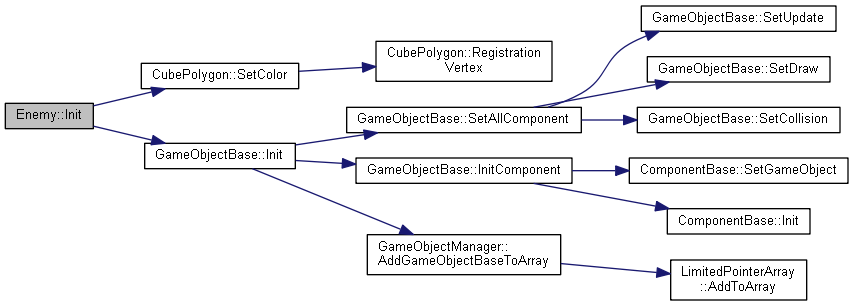 Enemy::Init
CubePolygon::SetColor
CubePolygon::Registration
Vertex
GameObjectBase::Init
GameObjectBase::SetAllComponent
GameObjectBase::SetUpdate
GameObjectBase::SetDraw
GameObjectBase::SetCollision
GameObjectBase::InitComponent
ComponentBase::SetGameObject
ComponentBase::Init
GameObjectManager::
AddGameObjectBaseToArray
LimitedPointerArray
::AddToArray